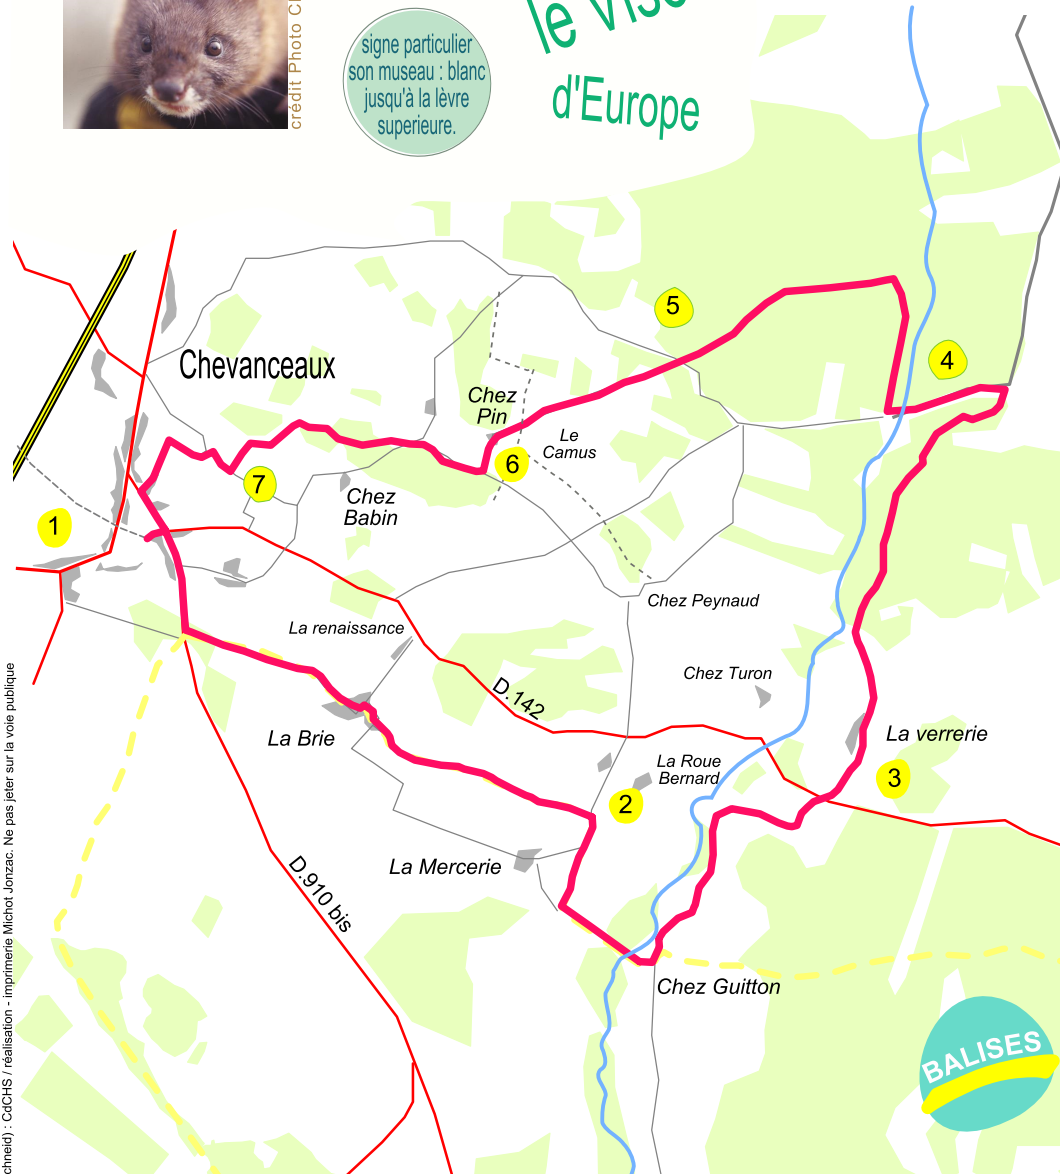 crédit Photo
signe particulier
son museau : blanc
jusqu'à la lèvre
superieure.
le
d'Europe
5
4
Chevanceaux
Chez
Pin
Le
Camus
6
7
Chez
Babin
1
Chez Peynaud
La renaissance
Chez Turon
D.142
La Brie
La verrerie
La Roue
Bernard
3
2
La Mercerie
D.910 bis
Chez Guitton
BALISES
chneid) : CdCHS / réalisation - imprimerie Michot Jonzac. Ne pas jeter sur la voie publique